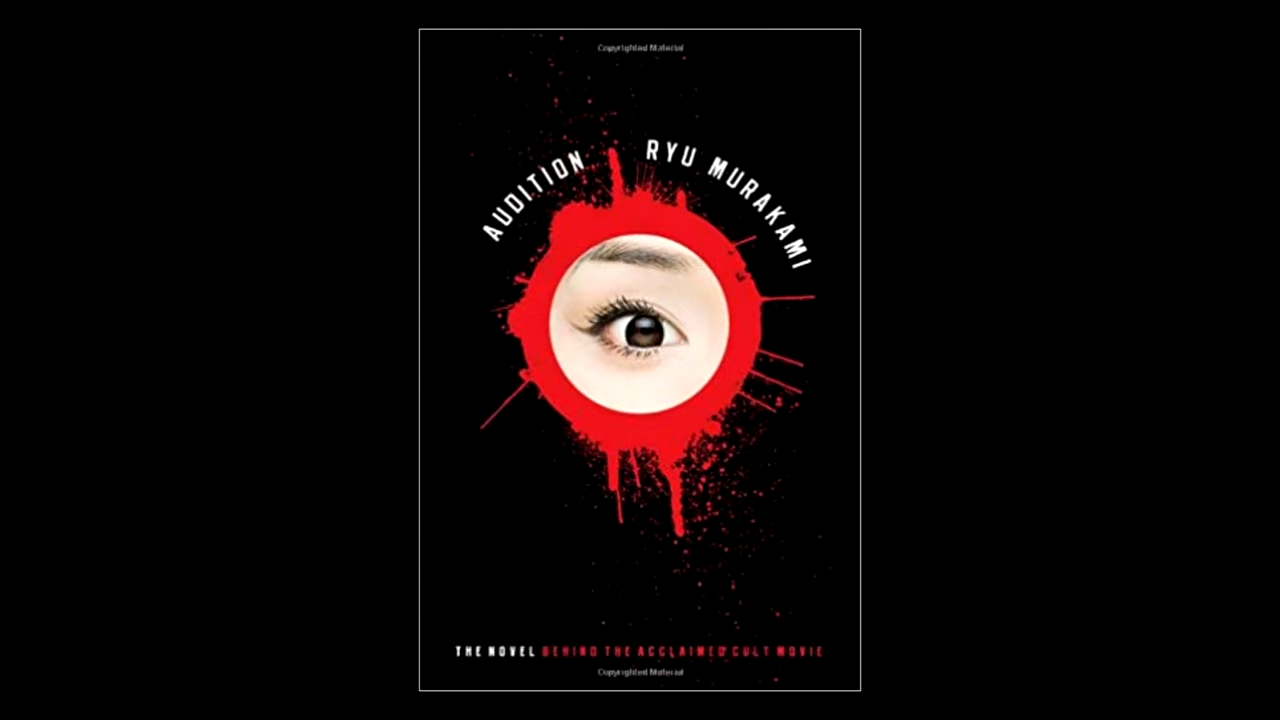 Copyrighted Material
AUDITION RYU MURAKAMI
THE NOVEL BEHIND THE ACCLAIMED CULT MOVIE
Copyrighted Material